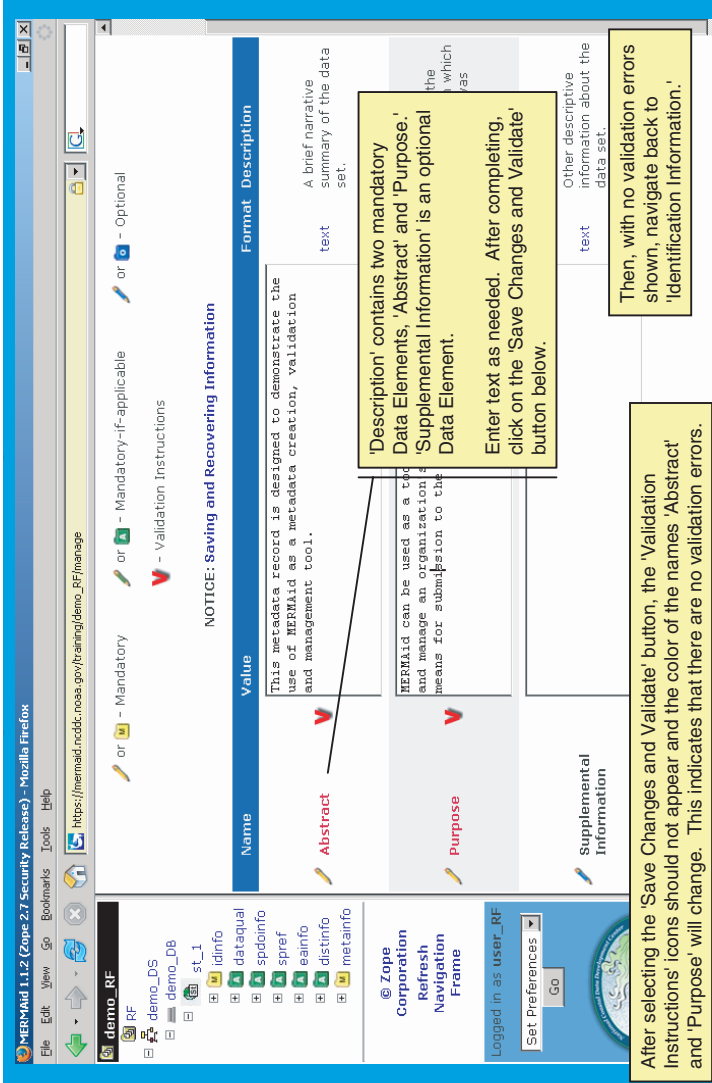 MERMAid 1.1.2 (Zope 2.7 Security Release) - Mozilla Firefox
File Edit View Go Bookmarks Tools Help
https://mermaid.ncddc.noaa.gov/training/demo_RF/manage
demo_RF
RF
demo_DS
demo_DB
st_1
idinfo
dataqual
spdoinfo
spref
eainfo
distinfo
metainfo
© Zope
Corporation
Refresh
Navigation
Frame
Logged in as user_RF
Set Preferences
Go
or M - Mandatory
or A - Mandatory-if-applicable
or O - Optional
V - Validation Instructions
NOTICE: Saving and Recovering Information
Name Value Format Description
Abstract
V
This metadata record is designed to demonstrate the
use of MERMAid as a metadata creation, validation
and management tool.
text
A brief narrative
summary of the data
set.
Purpose
V
MERMAid can be used as a too
and manage an organization s
means for submission to the
the
which
was
Supplemental
Information
text
Other descriptive
information about the
data set.
'Description' contains two mandatory
Data Elements, 'Abstract' and 'Purpose.'
'Supplemental Information' is an optional
Data Element.
Enter text as needed. After completing,
click on the 'Save Changes and Validate'
button below.
After selecting the 'Save Changes and Validate' button, the 'Validation
Instructions' icons should not appear and the color of the names 'Abstract'
and 'Purpose' will change. This indicates that there are no validation errors.
Then, with no validation errors
shown, navigate back to
'Identification Information.'